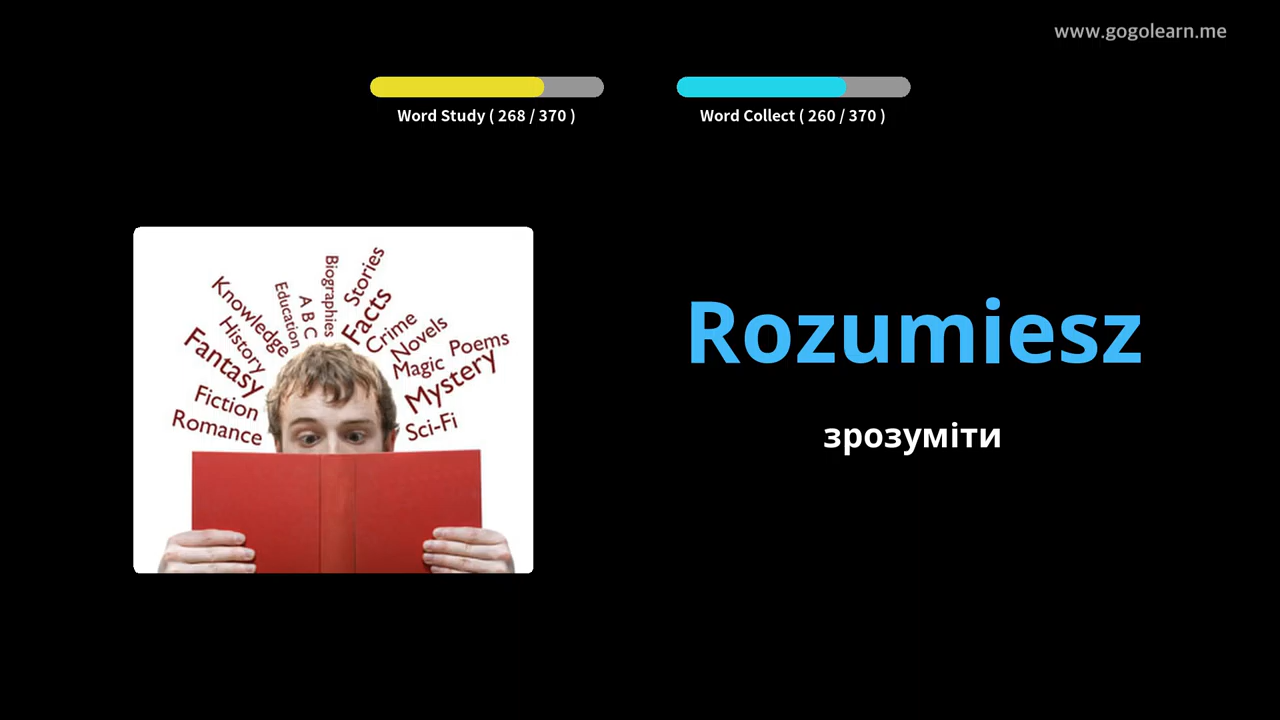 www.gogolearn.me
Word Study ( 268 / 370 )
Word Collect ( 260 / 370 )
Stories
Biographies
Facts
A B C
Education
Knowledge
Crime
Novels
History
Poems
Fantasy
Magic
Mystery
Fiction
Romance
Sci-Fi
Rozumiesz
зрозуміти